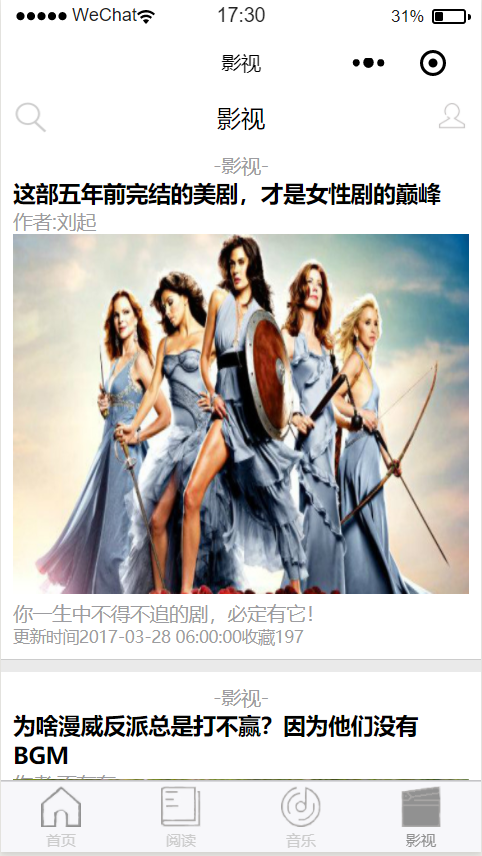 WeChat 17:30 31%
影视
影视
-影视-
这部五年前完结的美剧，才是女性剧的巅峰
作者:刘起
你一生中不得不追的剧，必定有它！
更新时间2017-03-28 06:00:00收藏197
-影视-
为啥漫威反派总是打不赢？因为他们没有
BGM
首页 阅读 音乐 影视